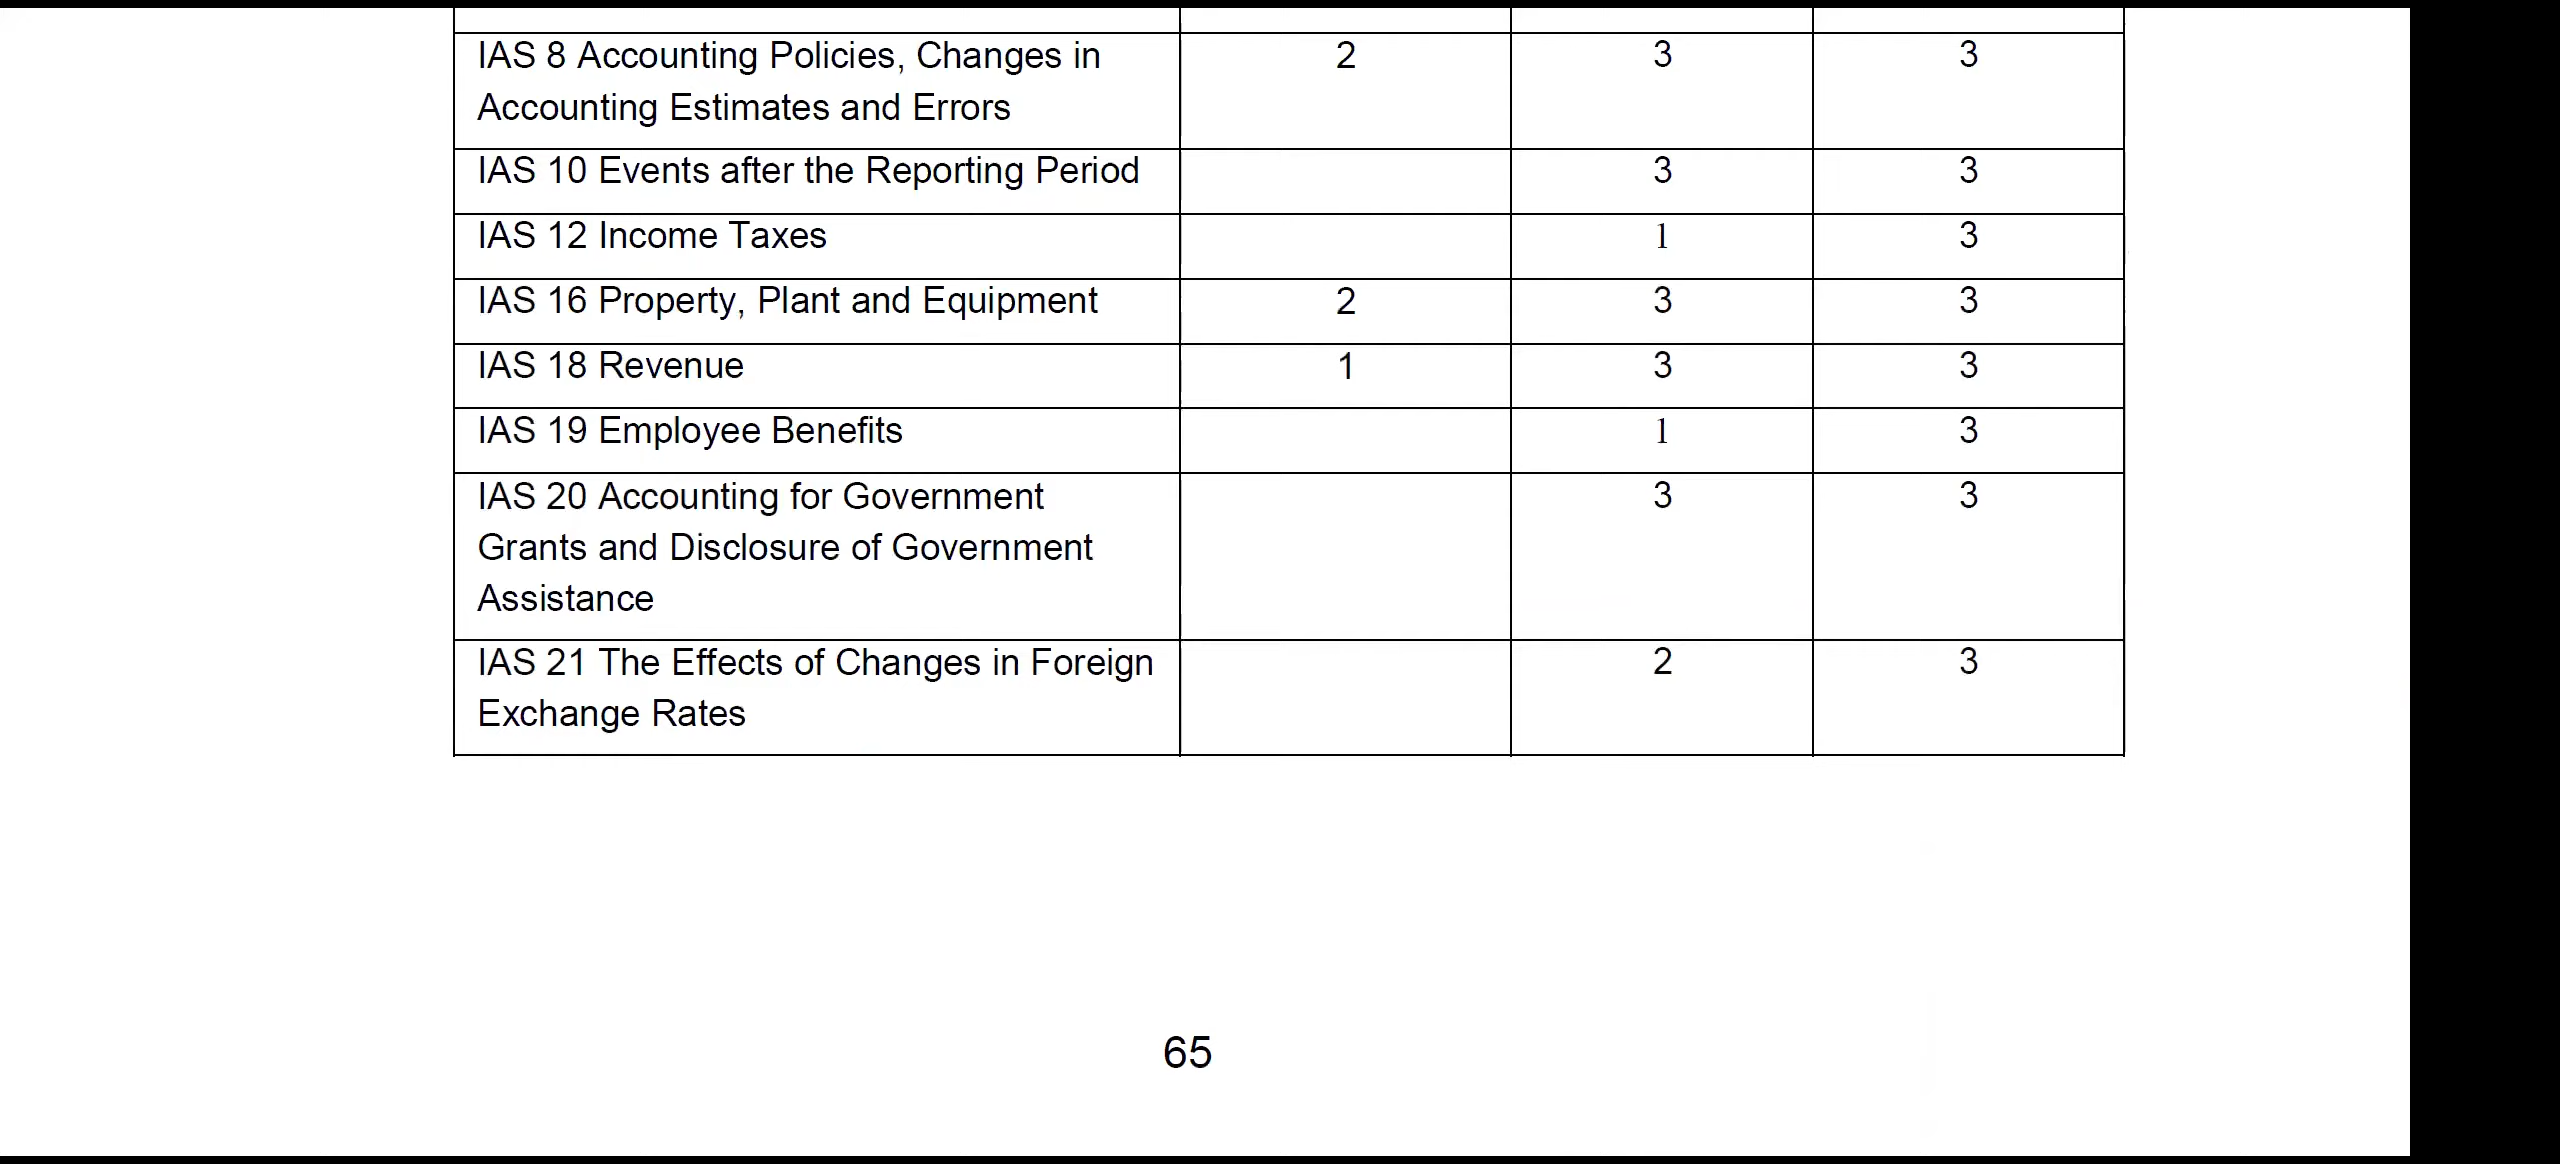 IAS 8 Accounting Policies, Changes in 2 3 3
Accounting Estimates and Errors
IAS 10 Events after the Reporting Period 3 3
IAS 12 Income Taxes 1 3
IAS 16 Property, Plant and Equipment 2 3 3
IAS 18 Revenue 1 3 3
IAS 19 Employee Benefits 1 3
IAS 20 Accounting for Government 3 3
Grants and Disclosure of Government
Assistance
IAS 21 The Effects of Changes in Foreign 2 3
Exchange Rates
65